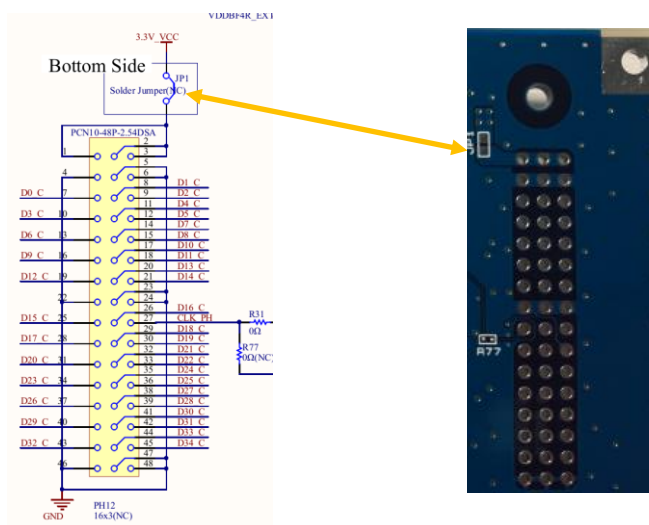 VDDBF4R_EXT
3.3V_VCC
Bottom Side
JP1
Solder Jumper(NC)
PCN10-48P-2.54DSA
1
2
3
4
5
6
D0_C 7
8 D1_C
9 D2_C
D3_C 10
11 D4_C
12 D5_C
D6_C 13
14 D7_C
15 D8_C
D9_C 16
17 D10_C
18 D11_C
D12_C 19
20 D13_C
21 D14_C
22
23
24
D15_C 25
26 D16_C
27 CLK_PH
D17_C 28
29 D18_C
30 D19_C
D20_C 31
32 D21_C
33 D22_C
D23_C 34
35 D24_C
36 D25_C
D26_C 37
38 D27_C
39 D28_C
D29_C 40
41 D30_C
42 D31_C
D32_C 43
44 D33_C
45 D34_C
46
47
48
R31
0Ω
R77
0Ω(NC)
GND
PH12
16x3(NC)
JP1
R77